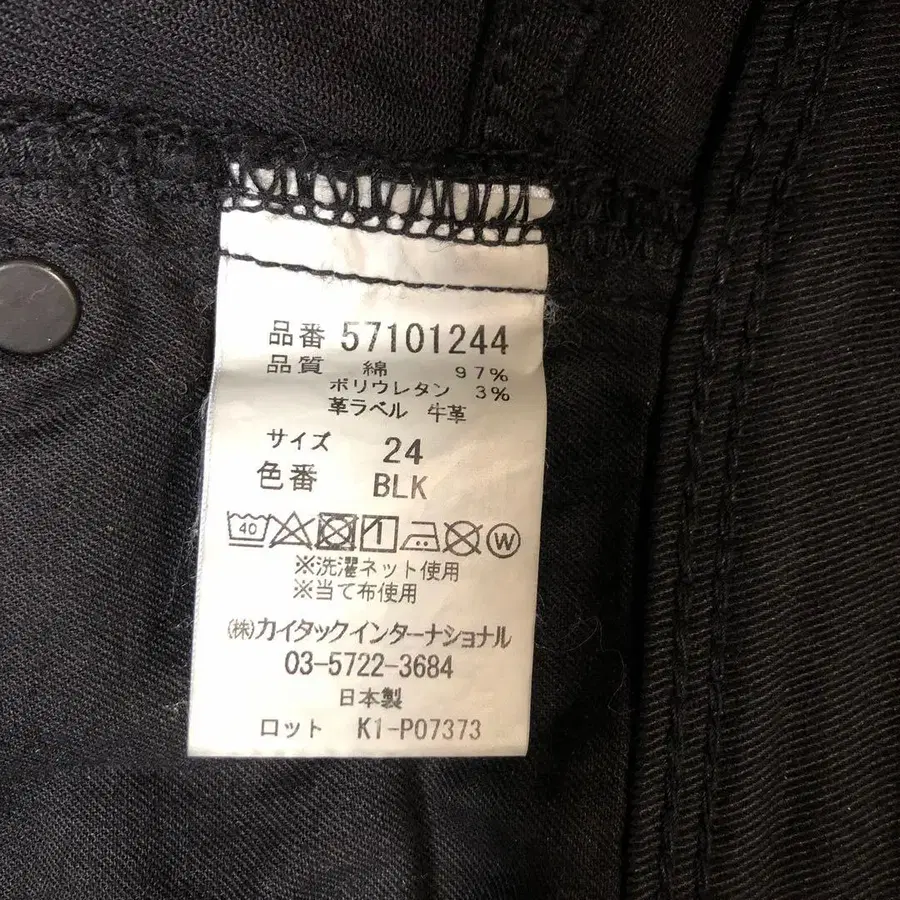 品番 57101244
品質 綿 97%
ポリウレタン 3%
革ラベル 牛革
サイズ 24
色番 BLK
40 W
※洗濯ネット使用
※当て布使用
(株)カイタックインターナショナル
03-5722-3684
日本製
ロット K1-P07373